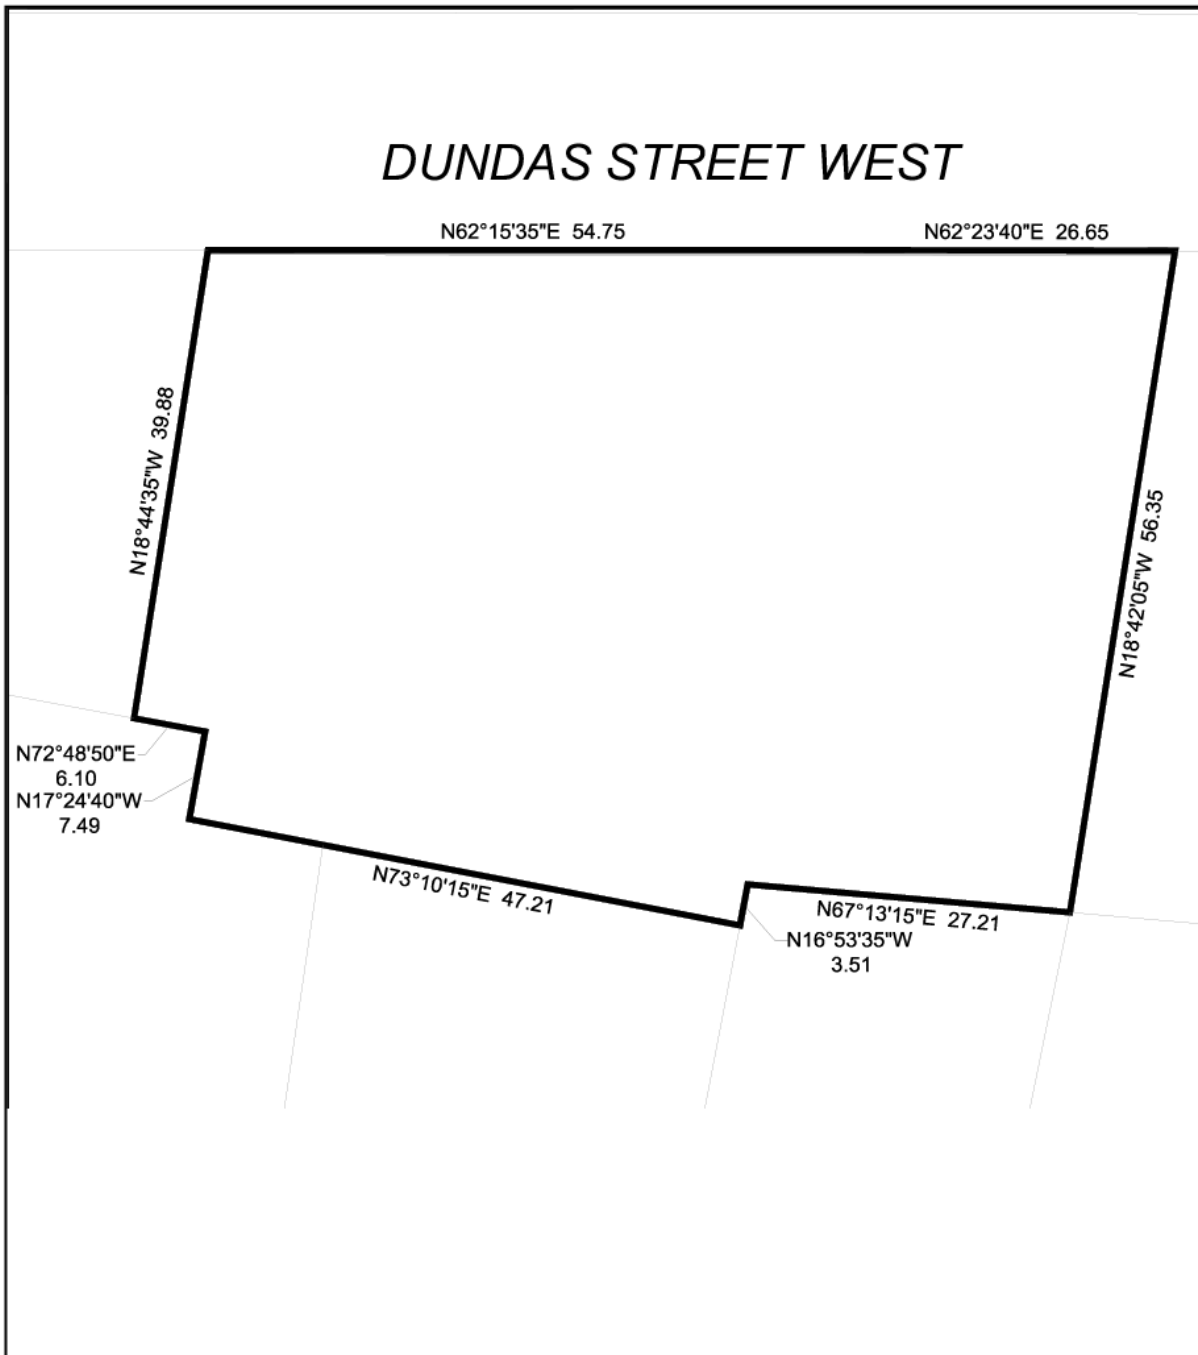 DUNDAS STREET WEST
N62°15'35"E 54.75
N62°23'40"E 26.65
N18°44'35"W 39.88
N18°42'05"W 56.35
N72°48'50"E
6.10
N17°24'40"W
7.49
N73°10'15"E 47.21
N67°13'15"E 27.21
N16°53'35"W
3.51